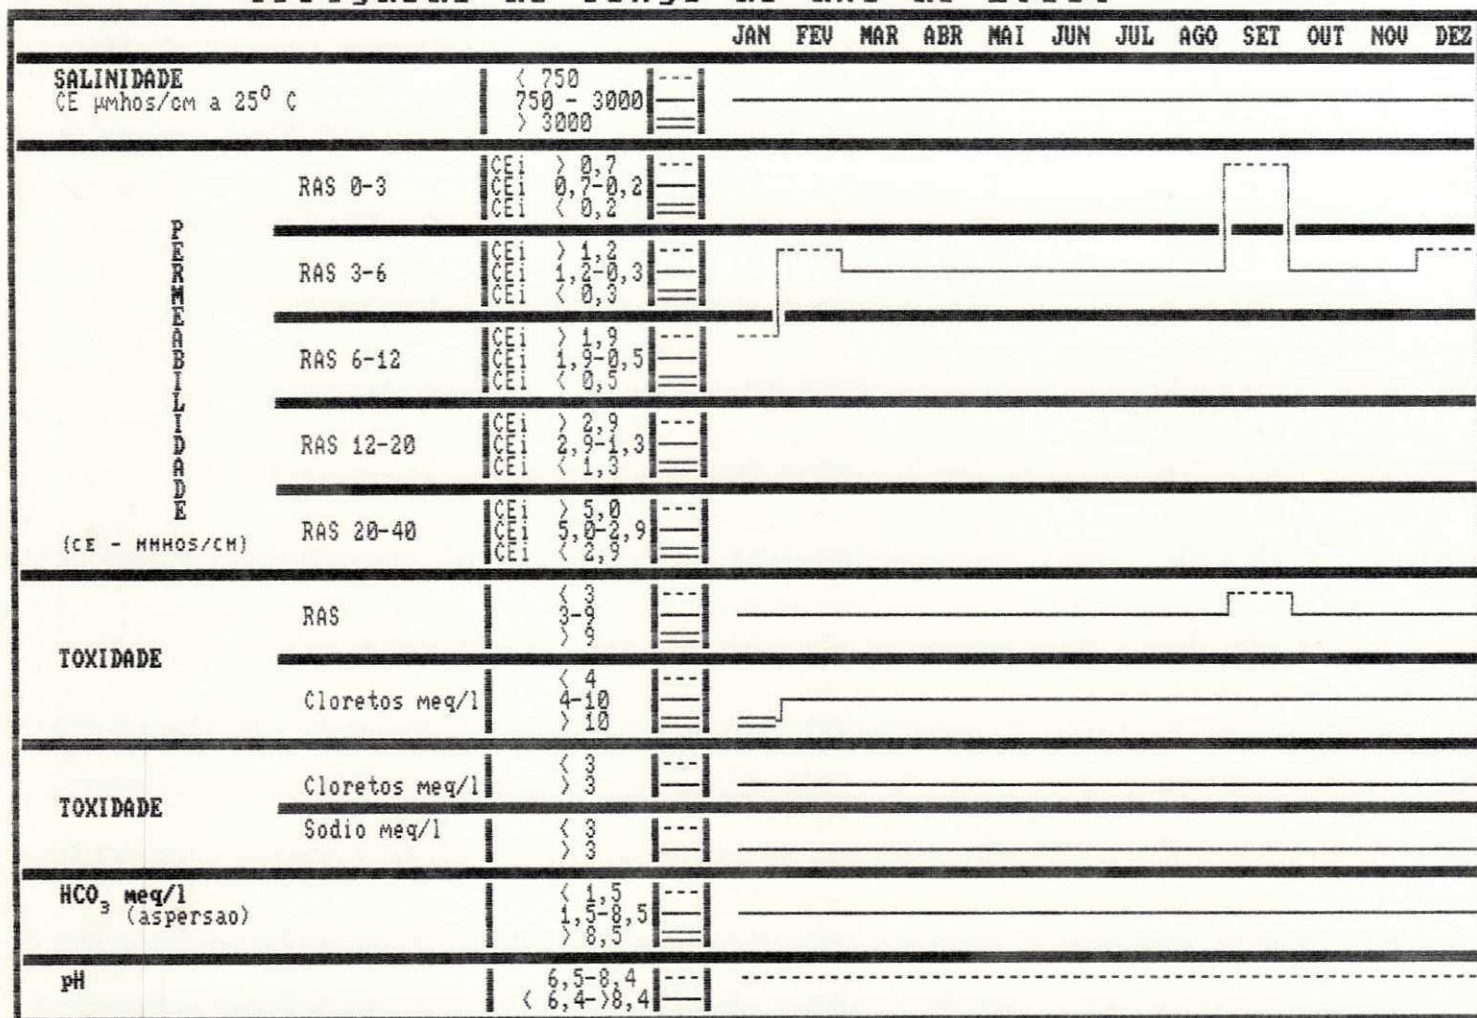 JAN FEV MAR ABR MAI JUN JUL AGO SET OUT NOV DEZ
SALINIDADE
CE µmhos/cm a 25⁰ C
< 750
750 - 3000
> 3000
PERMEABILIDADE
(CE - MMHOS/CM)
RAS 0-3
CEi > 0,7
CEi 0,7-0,2
CEi < 0,2
RAS 3-6
CEi > 1,2
CEi 1,2-0,3
CEi < 0,3
RAS 6-12
CEi > 1,9
CEi 1,9-0,5
CEi < 0,5
RAS 12-20
CEi > 2,9
CEi 2,9-1,3
CEi < 1,3
RAS 20-40
CEi > 5,0
CEi 5,0-2,9
CEi < 2,9
TOXIDADE
RAS
< 3
3-9
> 9
Cloretos meq/l
< 4
4-10
> 10
TOXIDADE
Cloretos meq/l
< 3
> 3
Sodio meq/l
< 3
> 3
HCO₃ meq/l
(aspersao)
< 1,5
1,5-8,5
> 8,5
pH
6,5-8,4
< 6,4->8,4